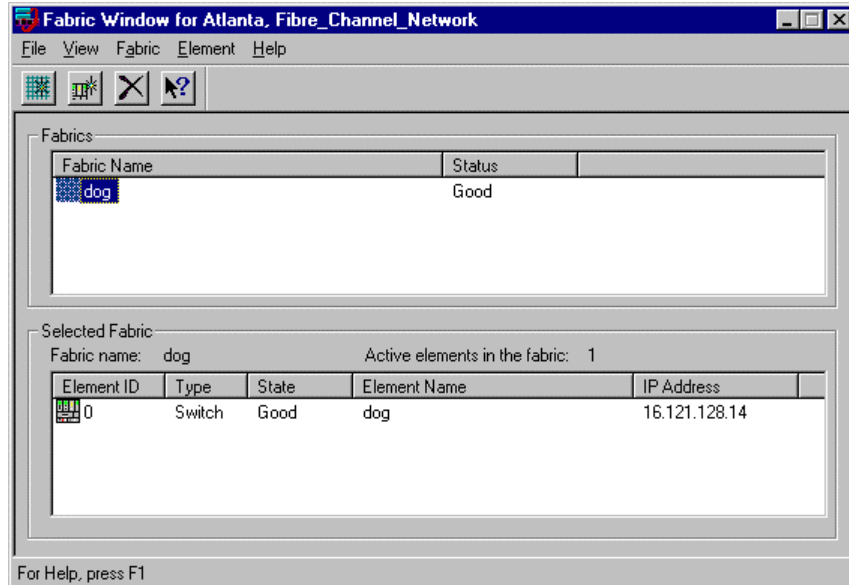 Fabric Window for Atlanta, Fibre_Channel_Network
File View Fabric Element Help
Fabrics
Fabric Name Status
dog Good
Selected Fabric
Fabric name: dog Active elements in the fabric: 1
Element ID Type State Element Name IP Address
0 Switch Good dog 16.121.128.14
For Help, press F1